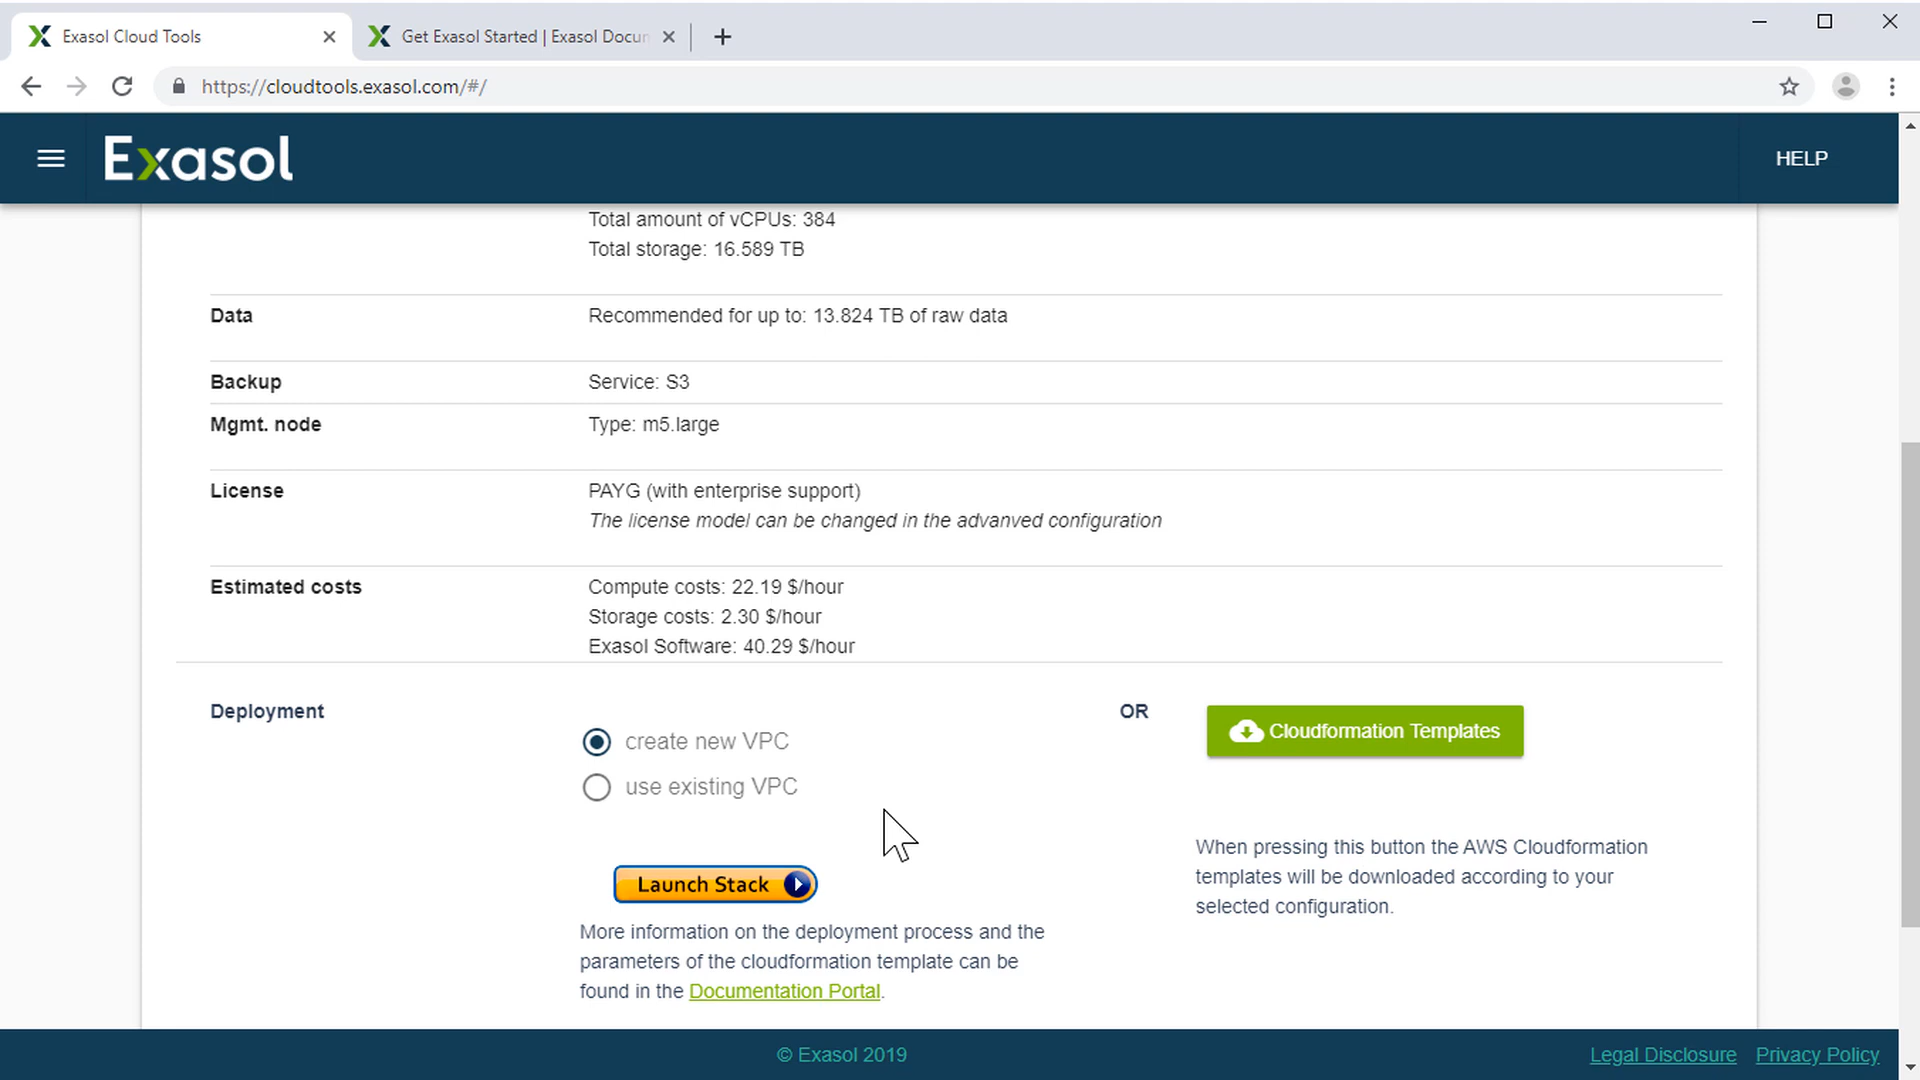 Exasol Cloud Tools
Get Exasol Started | Exasol Docun
https://cloudtools.exasol.com/#/
Exasol
HELP
Total amount of vCPUs: 384
Total storage: 16.589 TB
Data
Recommended for up to: 13.824 TB of raw data
Backup
Service: S3
Mgmt. node
Type: m5.large
License
PAYG (with enterprise support)
The license model can be changed in the advanved configuration
Estimated costs
Compute costs: 22.19 $/hour
Storage costs: 2.30 $/hour
Exasol Software: 40.29 $/hour
Deployment
create new VPC
use existing VPC
Launch Stack
More information on the deployment process and the
parameters of the cloudformation template can be
found in the Documentation Portal.
OR
Cloudformation Templates
When pressing this button the AWS Cloudformation
templates will be downloaded according to your
selected configuration.
© Exasol 2019
Legal Disclosure
Privacy Policy